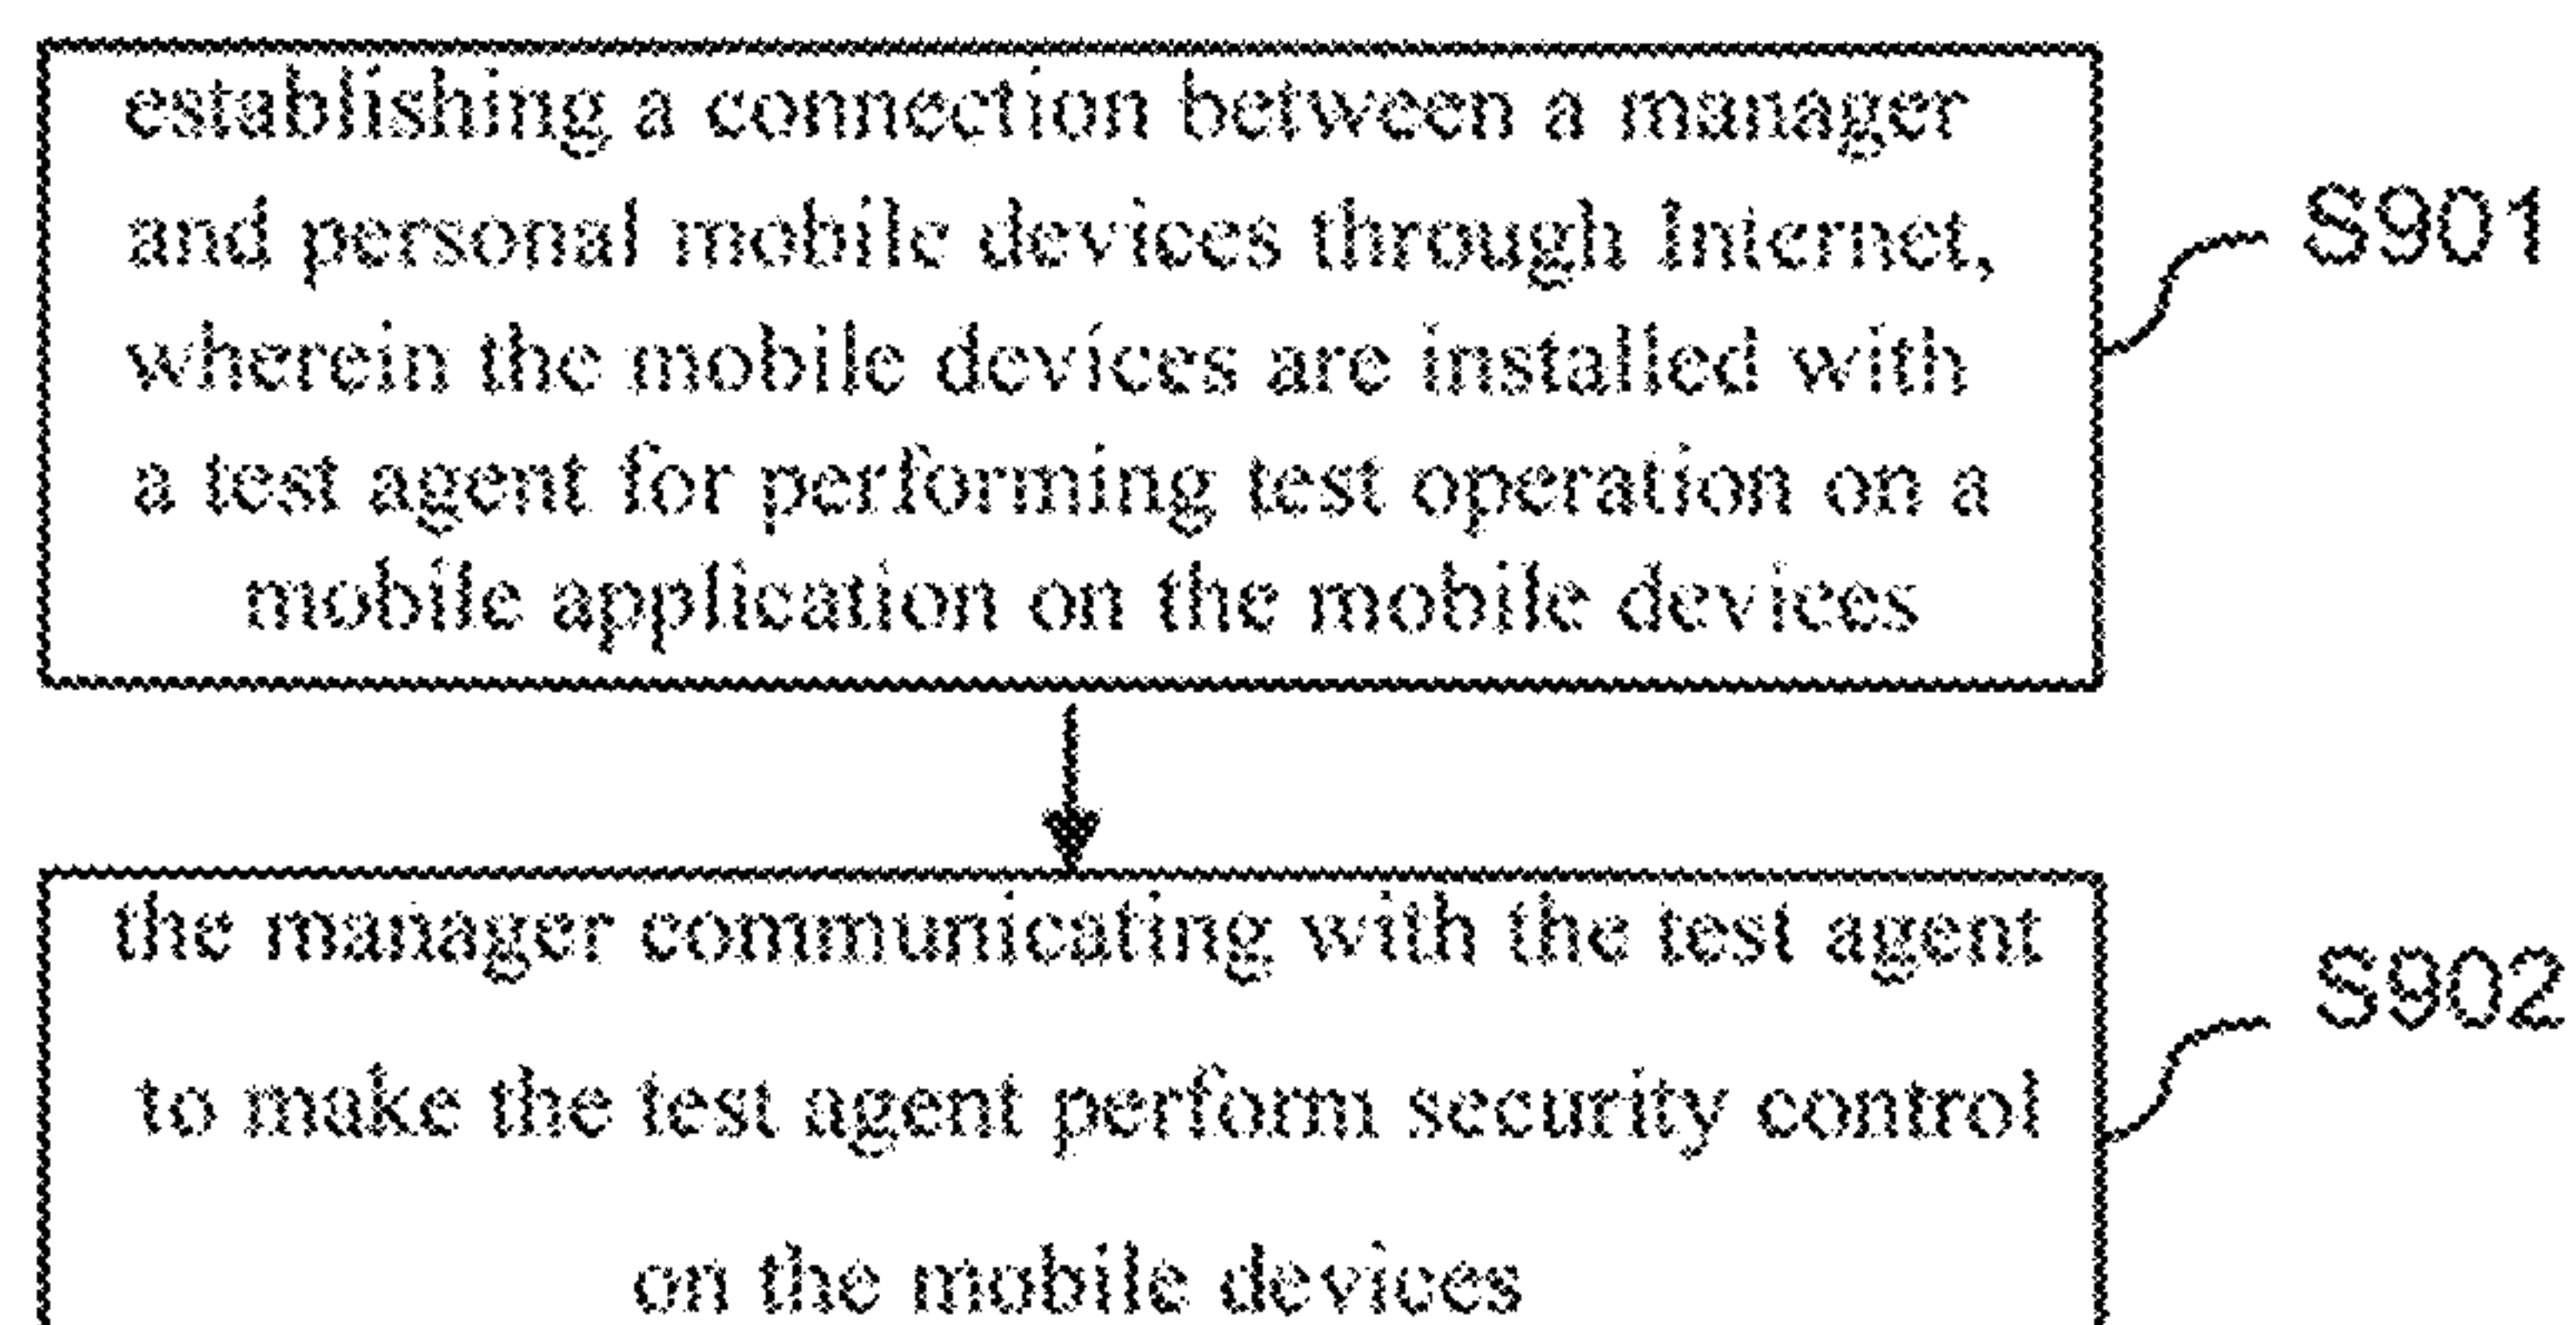 establishing a connection between a manager
and personal mobile devices through Internet,
wherein the mobile devices are installed with
a test agent for performing test operation on a
mobile application on the mobile devices
S901
the manager communicating with the test agent
to make the test agent perform security control
on the mobile devices
S902